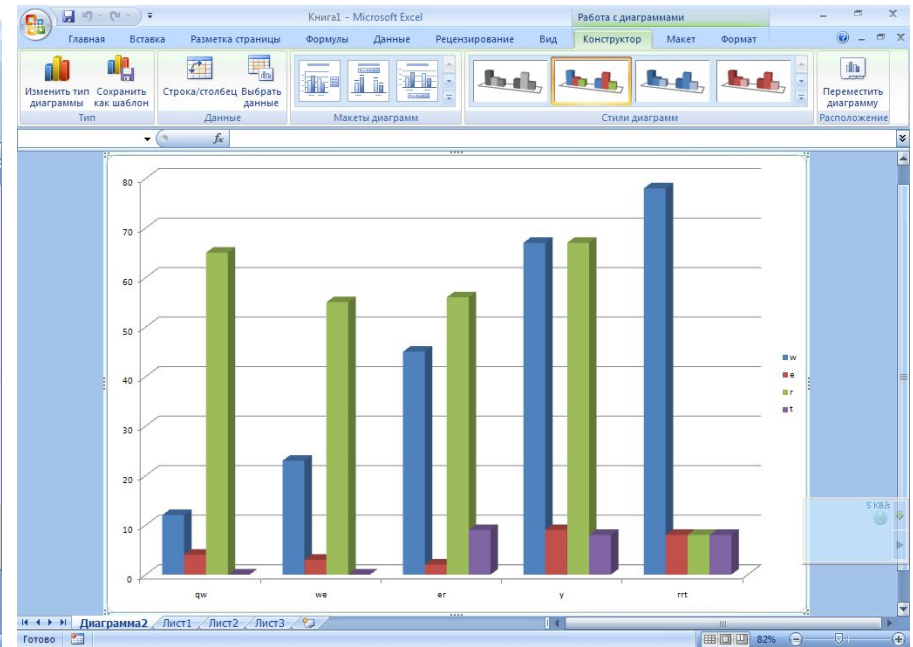 Книга1 - Microsoft Excel
Работа с диаграммами
Главная Вставка Разметка страницы Формулы Данные Рецензирование Вид Конструктор Макет Формат
Изменить тип диаграммы
Сохранить как шаблон
Строка/столбец
Выбрать данные
Переместить диаграмму
Тип Данные Макеты диаграмм Стили диаграмм Расположение
fx
80
70
60
50
40
30
20
10
0
qw we er y rrt
w
e
r
t
5 KB/s
Диаграмма2 Лист1 Лист2 Лист3
Готово 82%